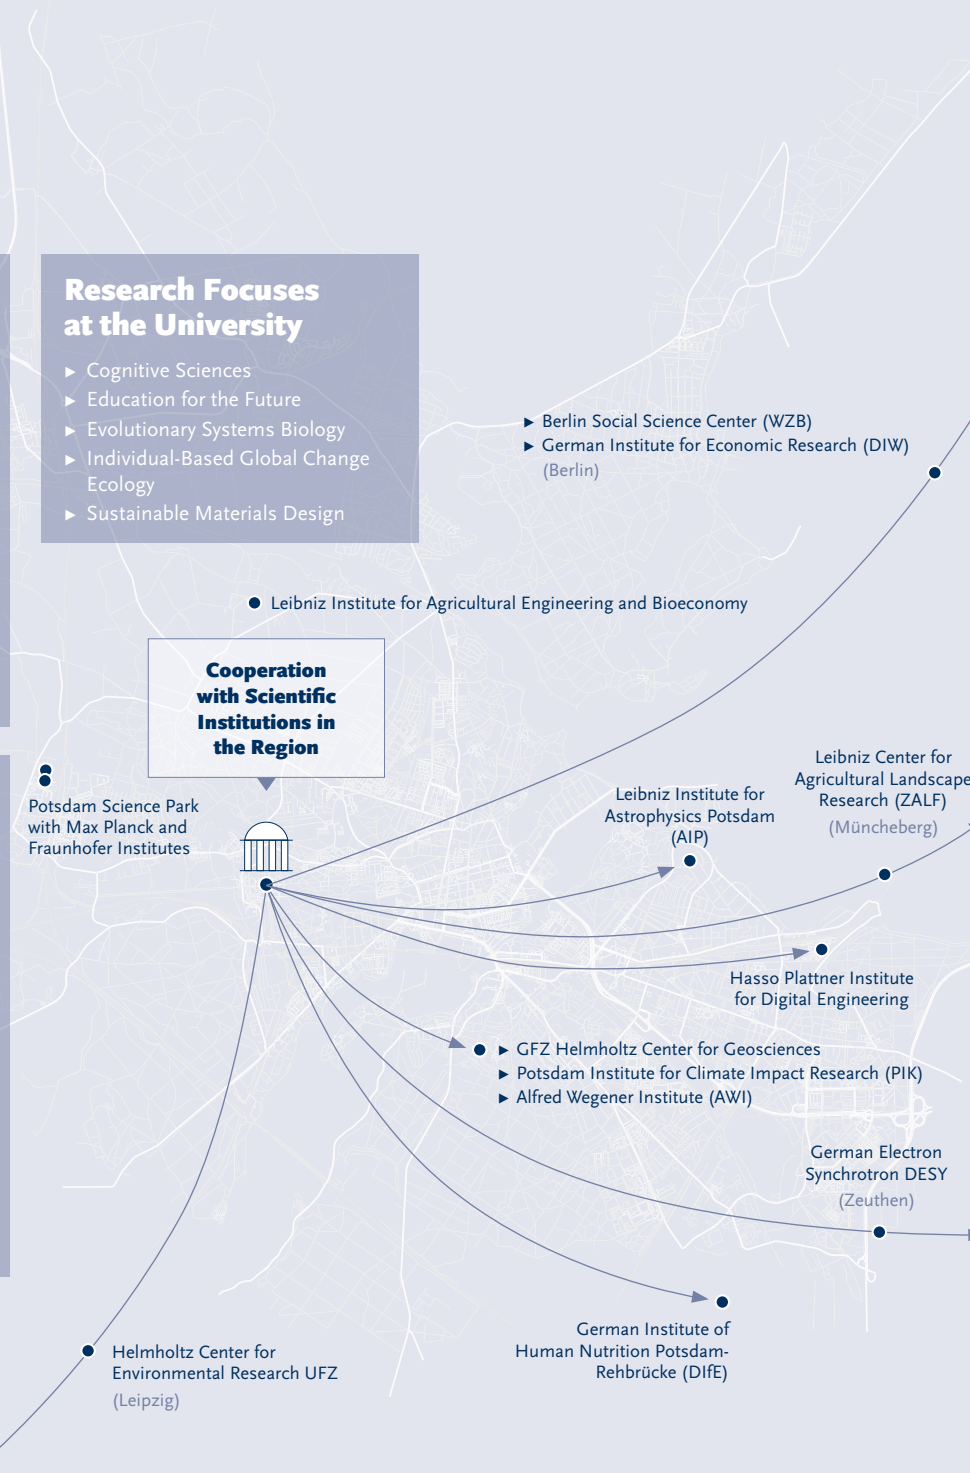 Research Focuses
at the University
► Cognitive Sciences
► Education for the Future
► Evolutionary Systems Biology
► Individual-Based Global Change
Ecology
► Sustainable Materials Design
► Berlin Social Science Center (WZB)
► German Institute for Economic Research (DIW)
(Berlin)
Leibniz Institute for Agricultural Engineering and Bioeconomy
Cooperation
with Scientific
Institutions in
the Region
Potsdam Science Park
with Max Planck and
Fraunhofer Institutes
Leibniz Institute for
Astrophysics Potsdam
(AIP)
Leibniz Center for
Agricultural Landscape
Research (ZALF)
(Müncheberg)
Hasso Plattner Institute
for Digital Engineering
► GFZ Helmholtz Center for Geosciences
► Potsdam Institute for Climate Impact Research (PIK)
► Alfred Wegener Institute (AWI)
German Electron
Synchrotron DESY
(Zeuthen)
German Institute of
Human Nutrition Potsdam-
Rehbrücke (DIfE)
Helmholtz Center for
Environmental Research UFZ
(Leipzig)